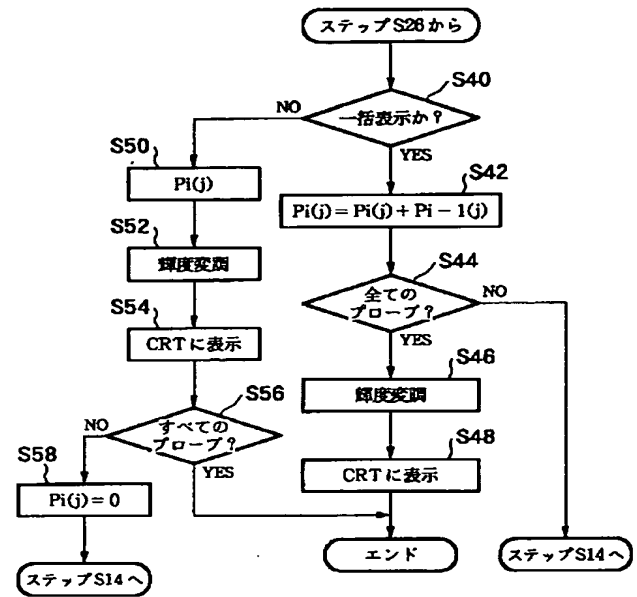 ステップS26から
S40
一括表示か?
NO
YES
S50
Pi(j)
S42
Pi(j)=Pi(j)+Pi-1(j)
S52
輝度変調
S44
全ての
プローブ?
NO
YES
S54
CRTに表示
S46
輝度変調
S56
すべての
プローブ?
NO
YES
S48
CRTに表示
S58
Pi(j)=0
エンド
ステップS14へ
ステップS14へ